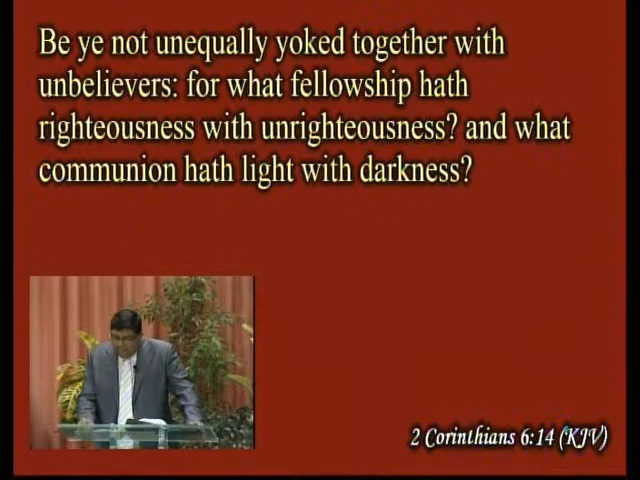 Be ye not unequally yoked together with
unbelievers: for what fellowship hath
righteousness with unrighteousness? and what
communion hath light with darkness?
2 Corinthians 6:14 (KJV)